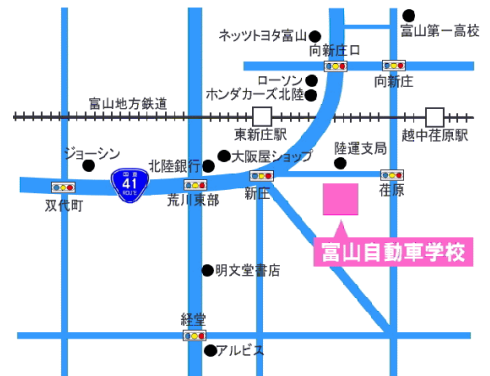 ネッツトヨタ富山
富山第一高校
向新庄口
向新庄
ローソン
ホンダカーズ北陸
富山地方鉄道
東新庄駅
越中荏原駅
ジョーシン
北陸銀行
大阪屋ショップ
陸運支局
国道
41
ROUTE
双代町
荒川東部
新庄
荏原
富山自動車学校
明文堂書店
経堂
アルビス